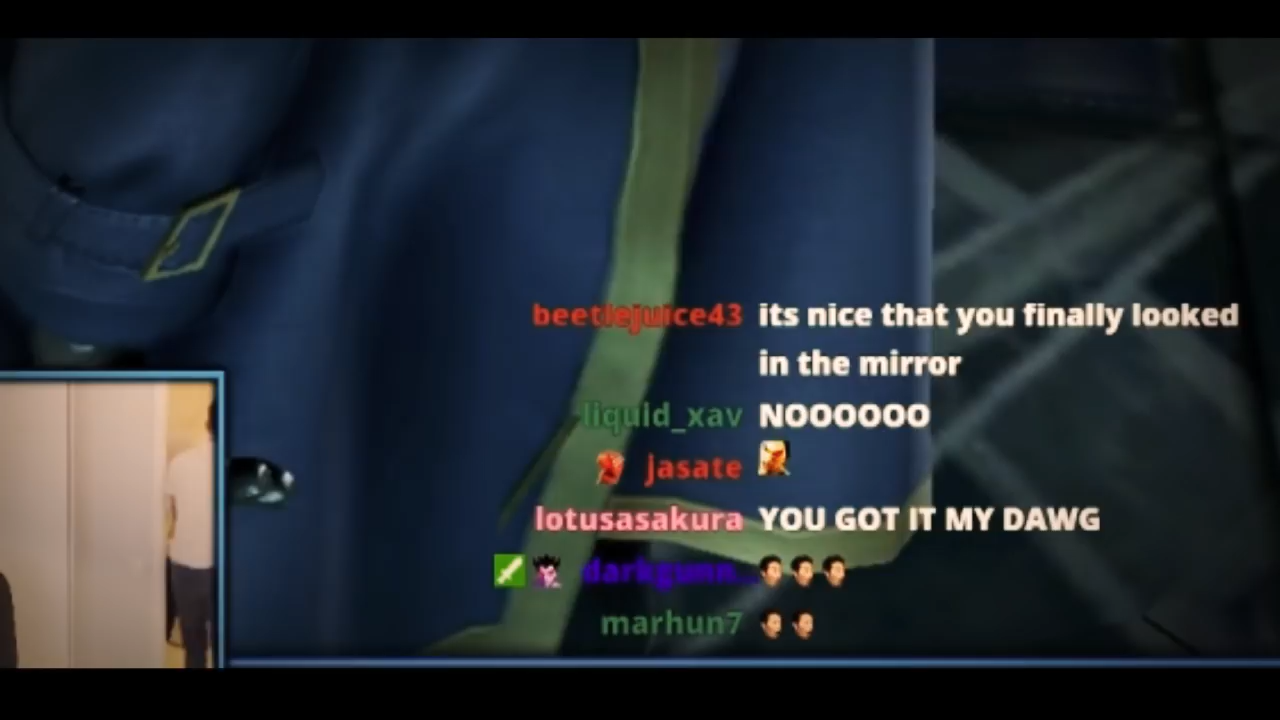 beetlejuice43 its nice that you finally looked
in the mirror
liquid_xav NOOOOOO
jasate
lotusasakura YOU GOT IT MY DAWG
darkgunn...
marhun7